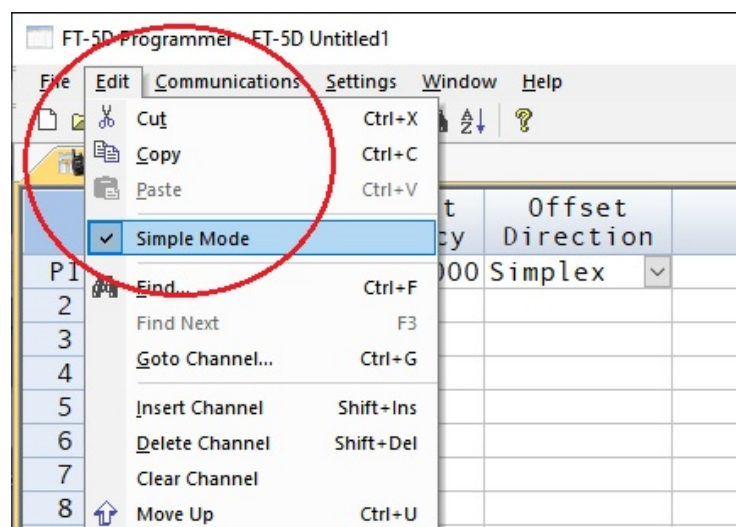 FT-5D Programmer - FT-5D Untitled1
File Edit Communications Settings Window Help
Cut Ctrl+X
Copy Ctrl+C
Paste Ctrl+V
Simple Mode
Find... Ctrl+F
Find Next F3
Goto Channel... Ctrl+G
Insert Channel Shift+Ins
Delete Channel Shift+Del
Clear Channel
Move Up Ctrl+U
Offset
Direction
000 Simplex
2
3
4
5
6
7
8